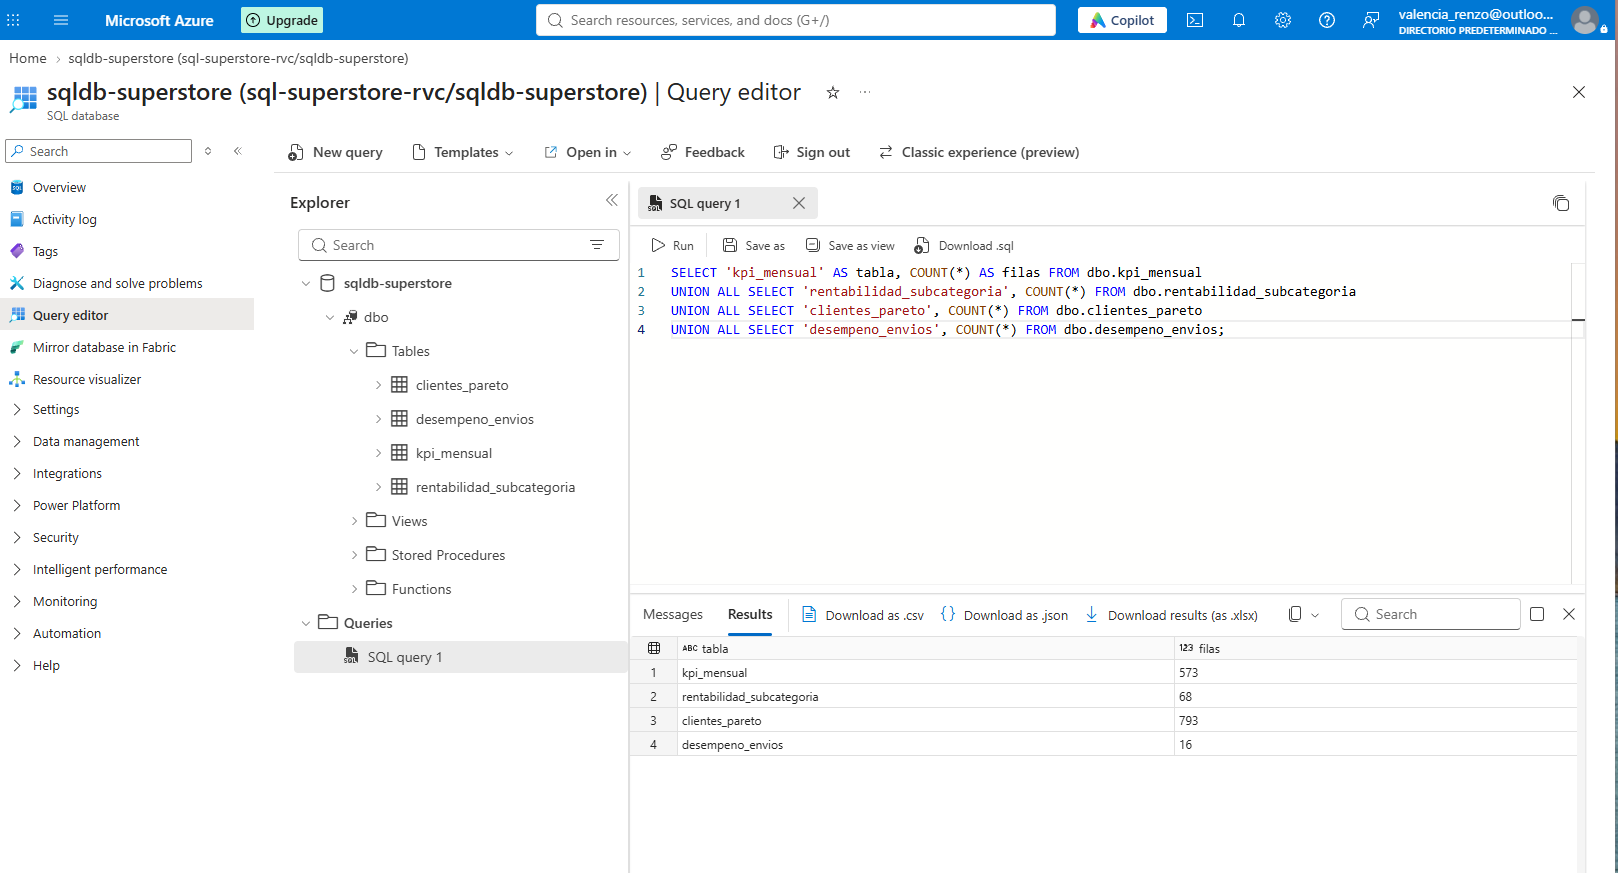 Microsoft Azure
Upgrade
Search resources, services, and docs (G+/)
Copilot
valencia_renzo@outloo...
DIRECTORIO PREDETERMINADO ...
Home > sqldb-superstore (sql-superstore-rvc/sqldb-superstore)
sqldb-superstore (sql-superstore-rvc/sqldb-superstore) | Query editor
SQL database
Search
Overview
Activity log
Tags
Diagnose and solve problems
Query editor
Mirror database in Fabric
Resource visualizer
Settings
Data management
Integrations
Power Platform
Security
Intelligent performance
Monitoring
Automation
Help
New query
Templates
Open in
Feedback
Sign out
Classic experience (preview)
Explorer
Search
sqldb-superstore
dbo
Tables
clientes_pareto
desempeno_envios
kpi_mensual
rentabilidad_subcategoria
Views
Stored Procedures
Functions
Queries
SQL query 1
SQL query 1
Run
Save as
Save as view
Download .sql
1 SELECT 'kpi_mensual' AS tabla, COUNT(*) AS filas FROM dbo.kpi_mensual
2 UNION ALL SELECT 'rentabilidad_subcategoria', COUNT(*) FROM dbo.rentabilidad_subcategoria
3 UNION ALL SELECT 'clientes_pareto', COUNT(*) FROM dbo.clientes_pareto
4 UNION ALL SELECT 'desempeno_envios', COUNT(*) FROM dbo.desempeno_envios;
Messages
Results
Download as .csv
Download as .json
Download results (as .xlsx)
Search
ABC tabla 123 filas
1 kpi_mensual 573
2 rentabilidad_subcategoria 68
3 clientes_pareto 793
4 desempeno_envios 16